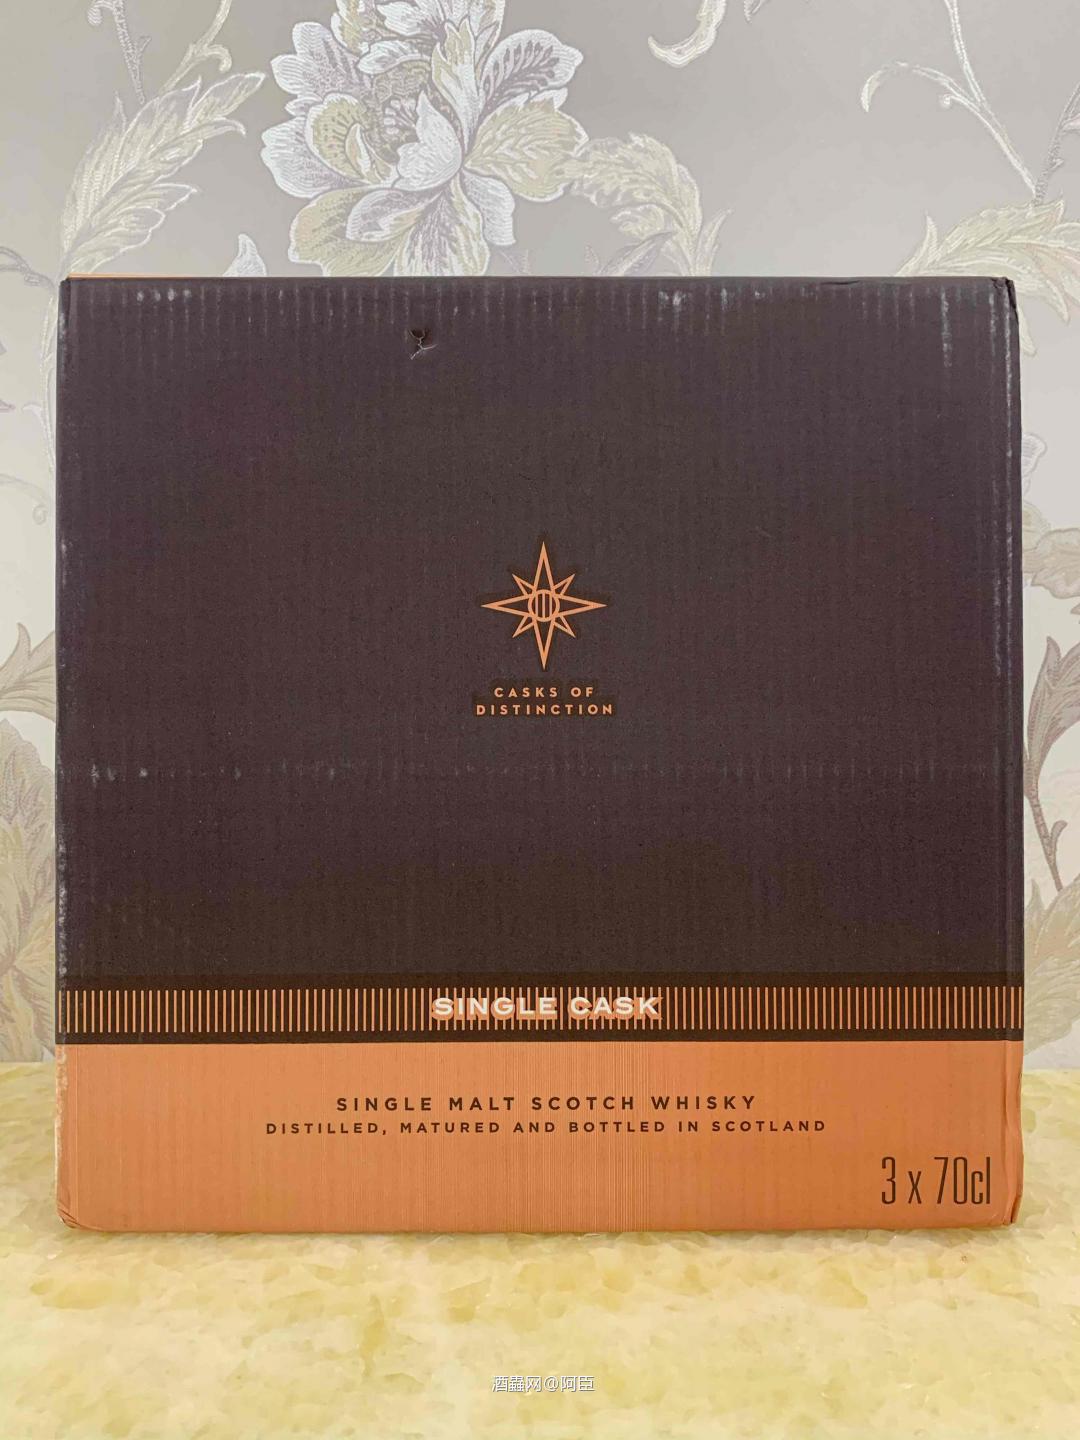 CASKS OF
DISTINCTION
SINGLE CASK
SINGLE MALT SCOTCH WHISKY
DISTILLED, MATURED AND BOTTLED IN SCOTLAND
3 x 70cl
酒蟲网@阿臣